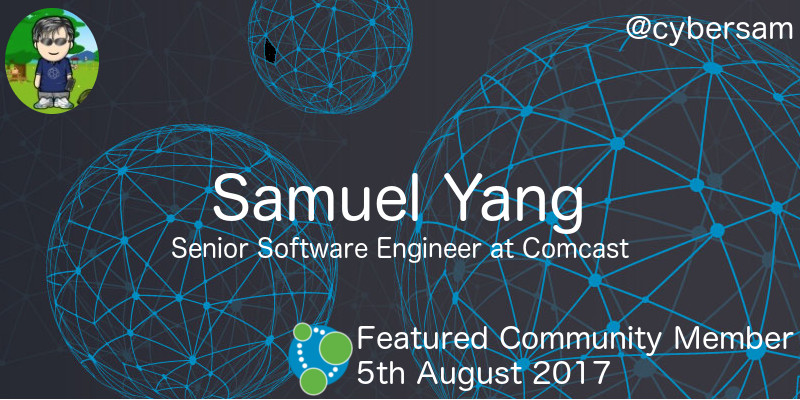 @cybersam
Samuel Yang
Senior Software Engineer at Comcast
Featured Community Member
5th August 2017